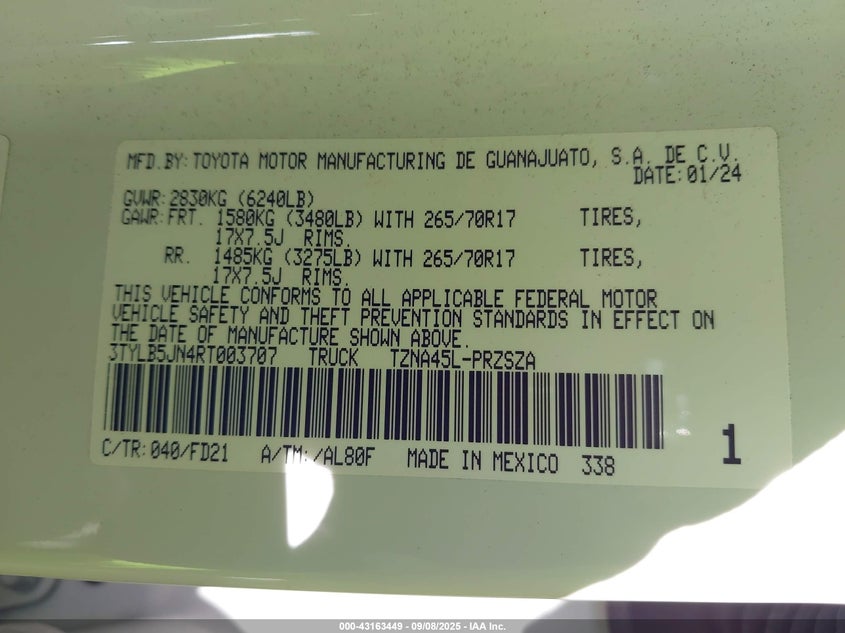 MFD.BY:TOYOTA MOTOR MANUFACTURING DE GUANAJUATO, S.A. DE C.V.
DATE:01/24
GVWR:2830KG (6240LB)
GAWR:FRT. 1580KG (3480LB) WITH 265/70R17 TIRES,
17X7.5J RIMS.
RR. 1485KG (3275LB) WITH 265/70R17 TIRES,
17X7.5J RIMS.
THIS VEHICLE CONFORMS TO ALL APPLICABLE FEDERAL MOTOR
VEHICLE SAFETY AND THEFT PREVENTION STANDARDS IN EFFECT ON
THE DATE OF MANUFACTURE SHOWN ABOVE.
3TYLB5JN4RT003707 TRUCK TZNA45L-PRZSZA
C/TR:040/FD21 A/TM:/AL80F MADE IN MEXICO 338
1
000-43163449 - 09/08/2025 - IAA Inc.